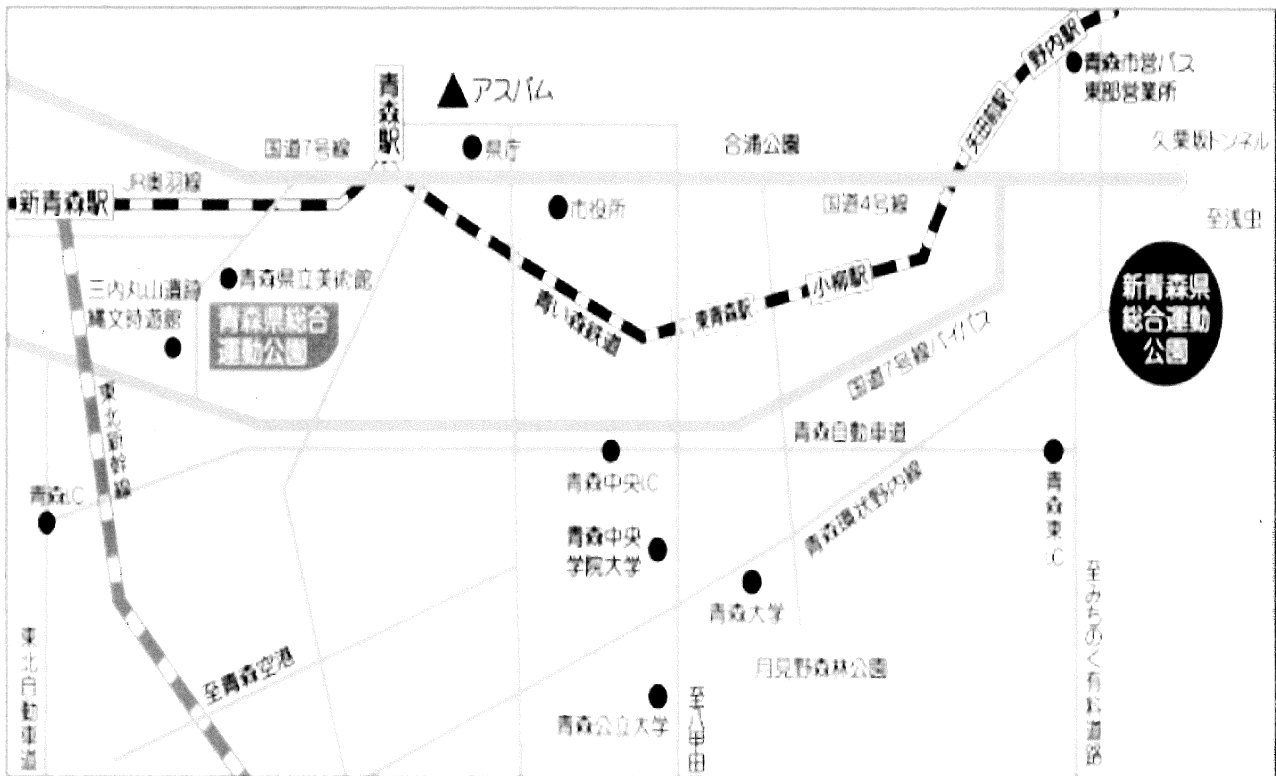 野内駅
青森市営バス
東部営業所
青森駅
アスパム
矢田前駅
国道7号線
県庁
合浦公園
久栗坂トンネル
JR奥羽線
新青森駅
市役所
国道4号線
至浅虫
青森県立美術館
三内丸山遺跡
縄文時遊館
青森県総合
運動公園
青い森鉄道
東青森駅
小柳駅
新青森県
総合運動
公園
国道7号線バイパス
東北新幹線
青森自動車道
青森IC
青森中央IC
青森環状野内線
青森東IC
青森中央
学院大学
青森大学
至みちのく有料道路
東北自動車道
至青森空港
月見野森林公園
青森公立大学
至八甲田